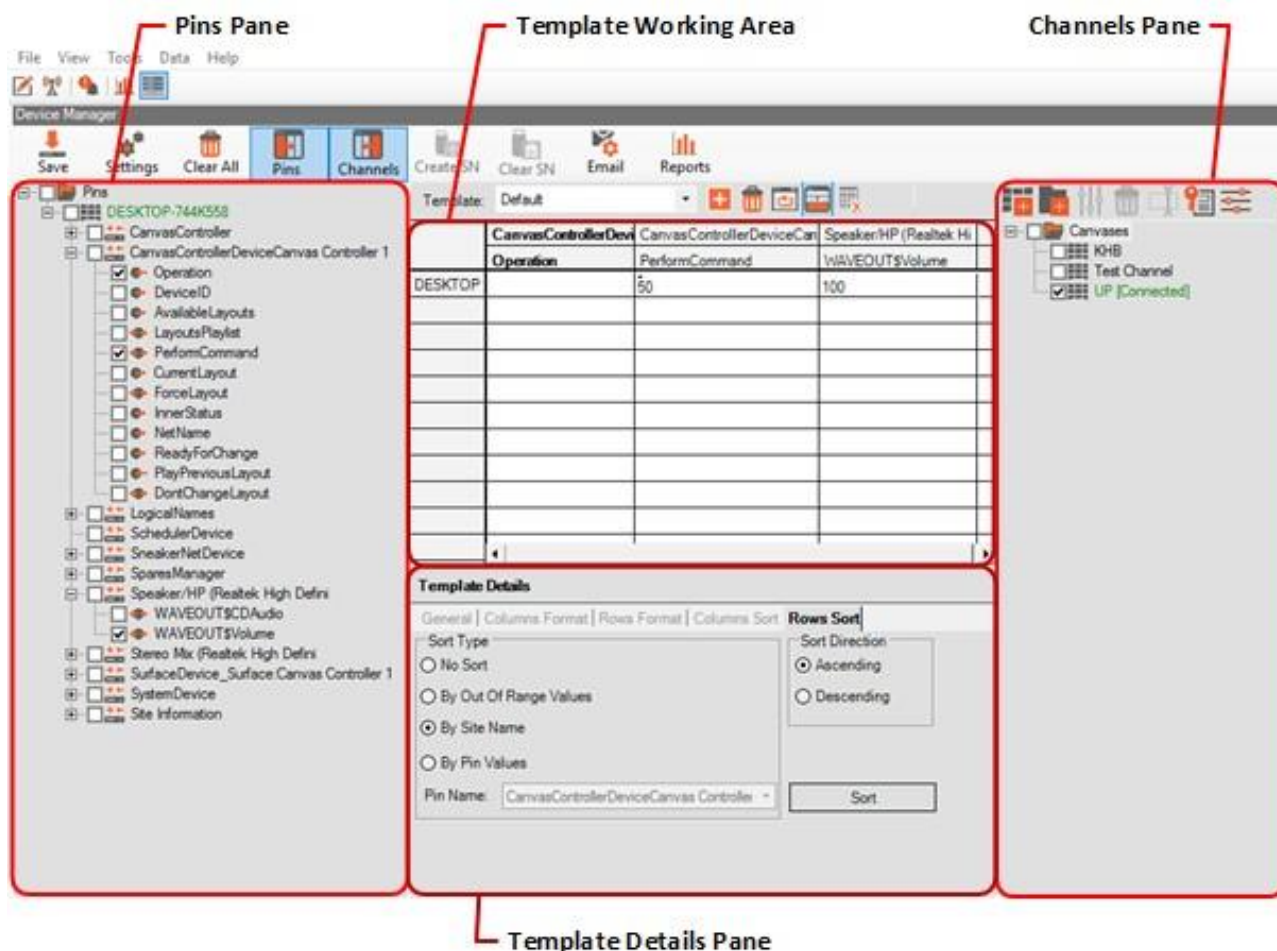 Pins Pane
Template Working Area
Channels Pane
File View Tools Data Help
Device Manager
Save Settings Clear All Pins Channels Create SN Clear SN Email Reports
Pins
DESKTOP-744K558
CanvasController
CanvasControllerDeviceCanvas Controller 1
Operation
DeviceID
AvailableLayouts
LayoutsPlaylist
PerformCommand
CurrentLayout
ForceLayout
InnerStatus
NetName
ReadyForChange
PlayPreviousLayout
DontChangeLayout
LogicalNames
SchedulerDevice
SneakerNetDevice
SparesManager
Speaker/HP (Realtek High Defini
WAVEOUT$CDAudio
WAVEOUT$Volume
Stereo Mix (Realtek High Defini
SurfaceDevice_Surface:Canvas Controller 1
SystemDevice
Site Information
Template: Default
CanvasControllerDevi CanvasControllerDeviceCan Speaker/HP (Realtek Hi
Operation PerformCommand WAVEOUT$Volume
DESKTOP 50 100
Template Details
General Columns Format Rows Format Columns Sort Rows Sort
Sort Type
No Sort
By Out Of Range Values
By Site Name
By Pin Values
Pin Name: CanvasControllerDeviceCanvas Controller
Sort Direction
Ascending
Descending
Sort
Canvases
KHB
Test Channel
UP [Connected]
Template Details Pane